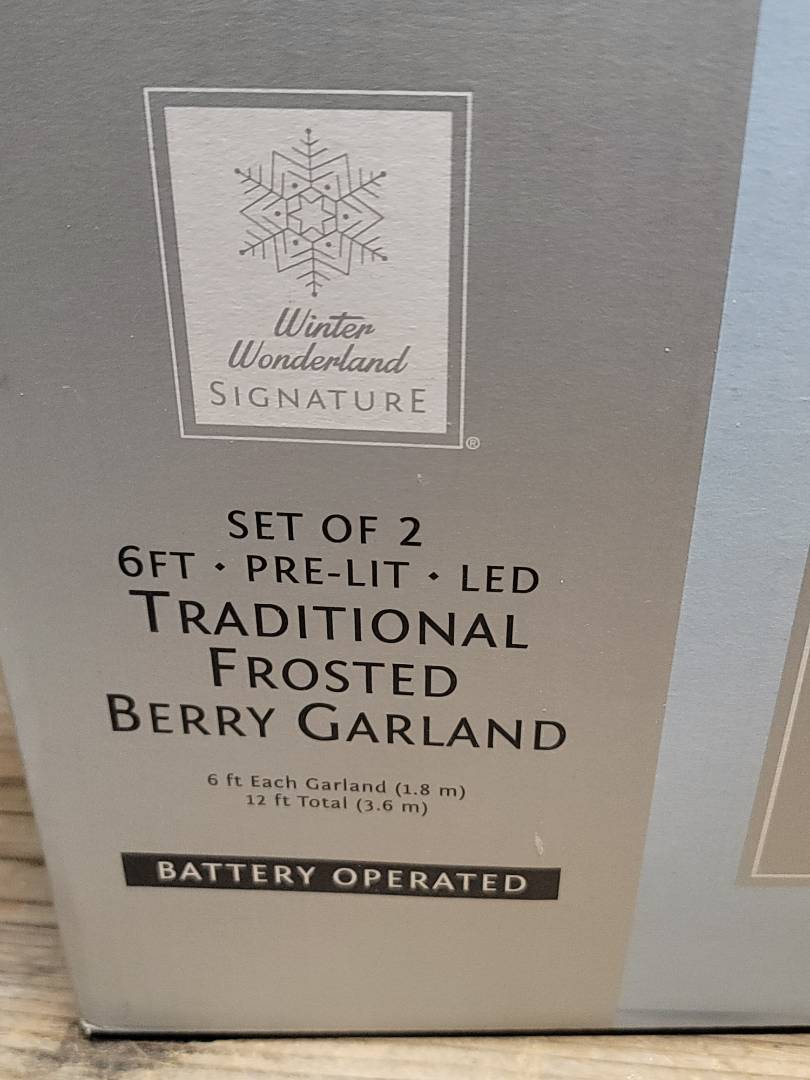 Winter
Wonderland
SIGNATURE
®
SET OF 2
6FT • PRE-LIT • LED
TRADITIONAL
FROSTED
BERRY GARLAND
6 ft Each Garland (1.8 m)
12 ft Total (3.6 m)
BATTERY OPERATED